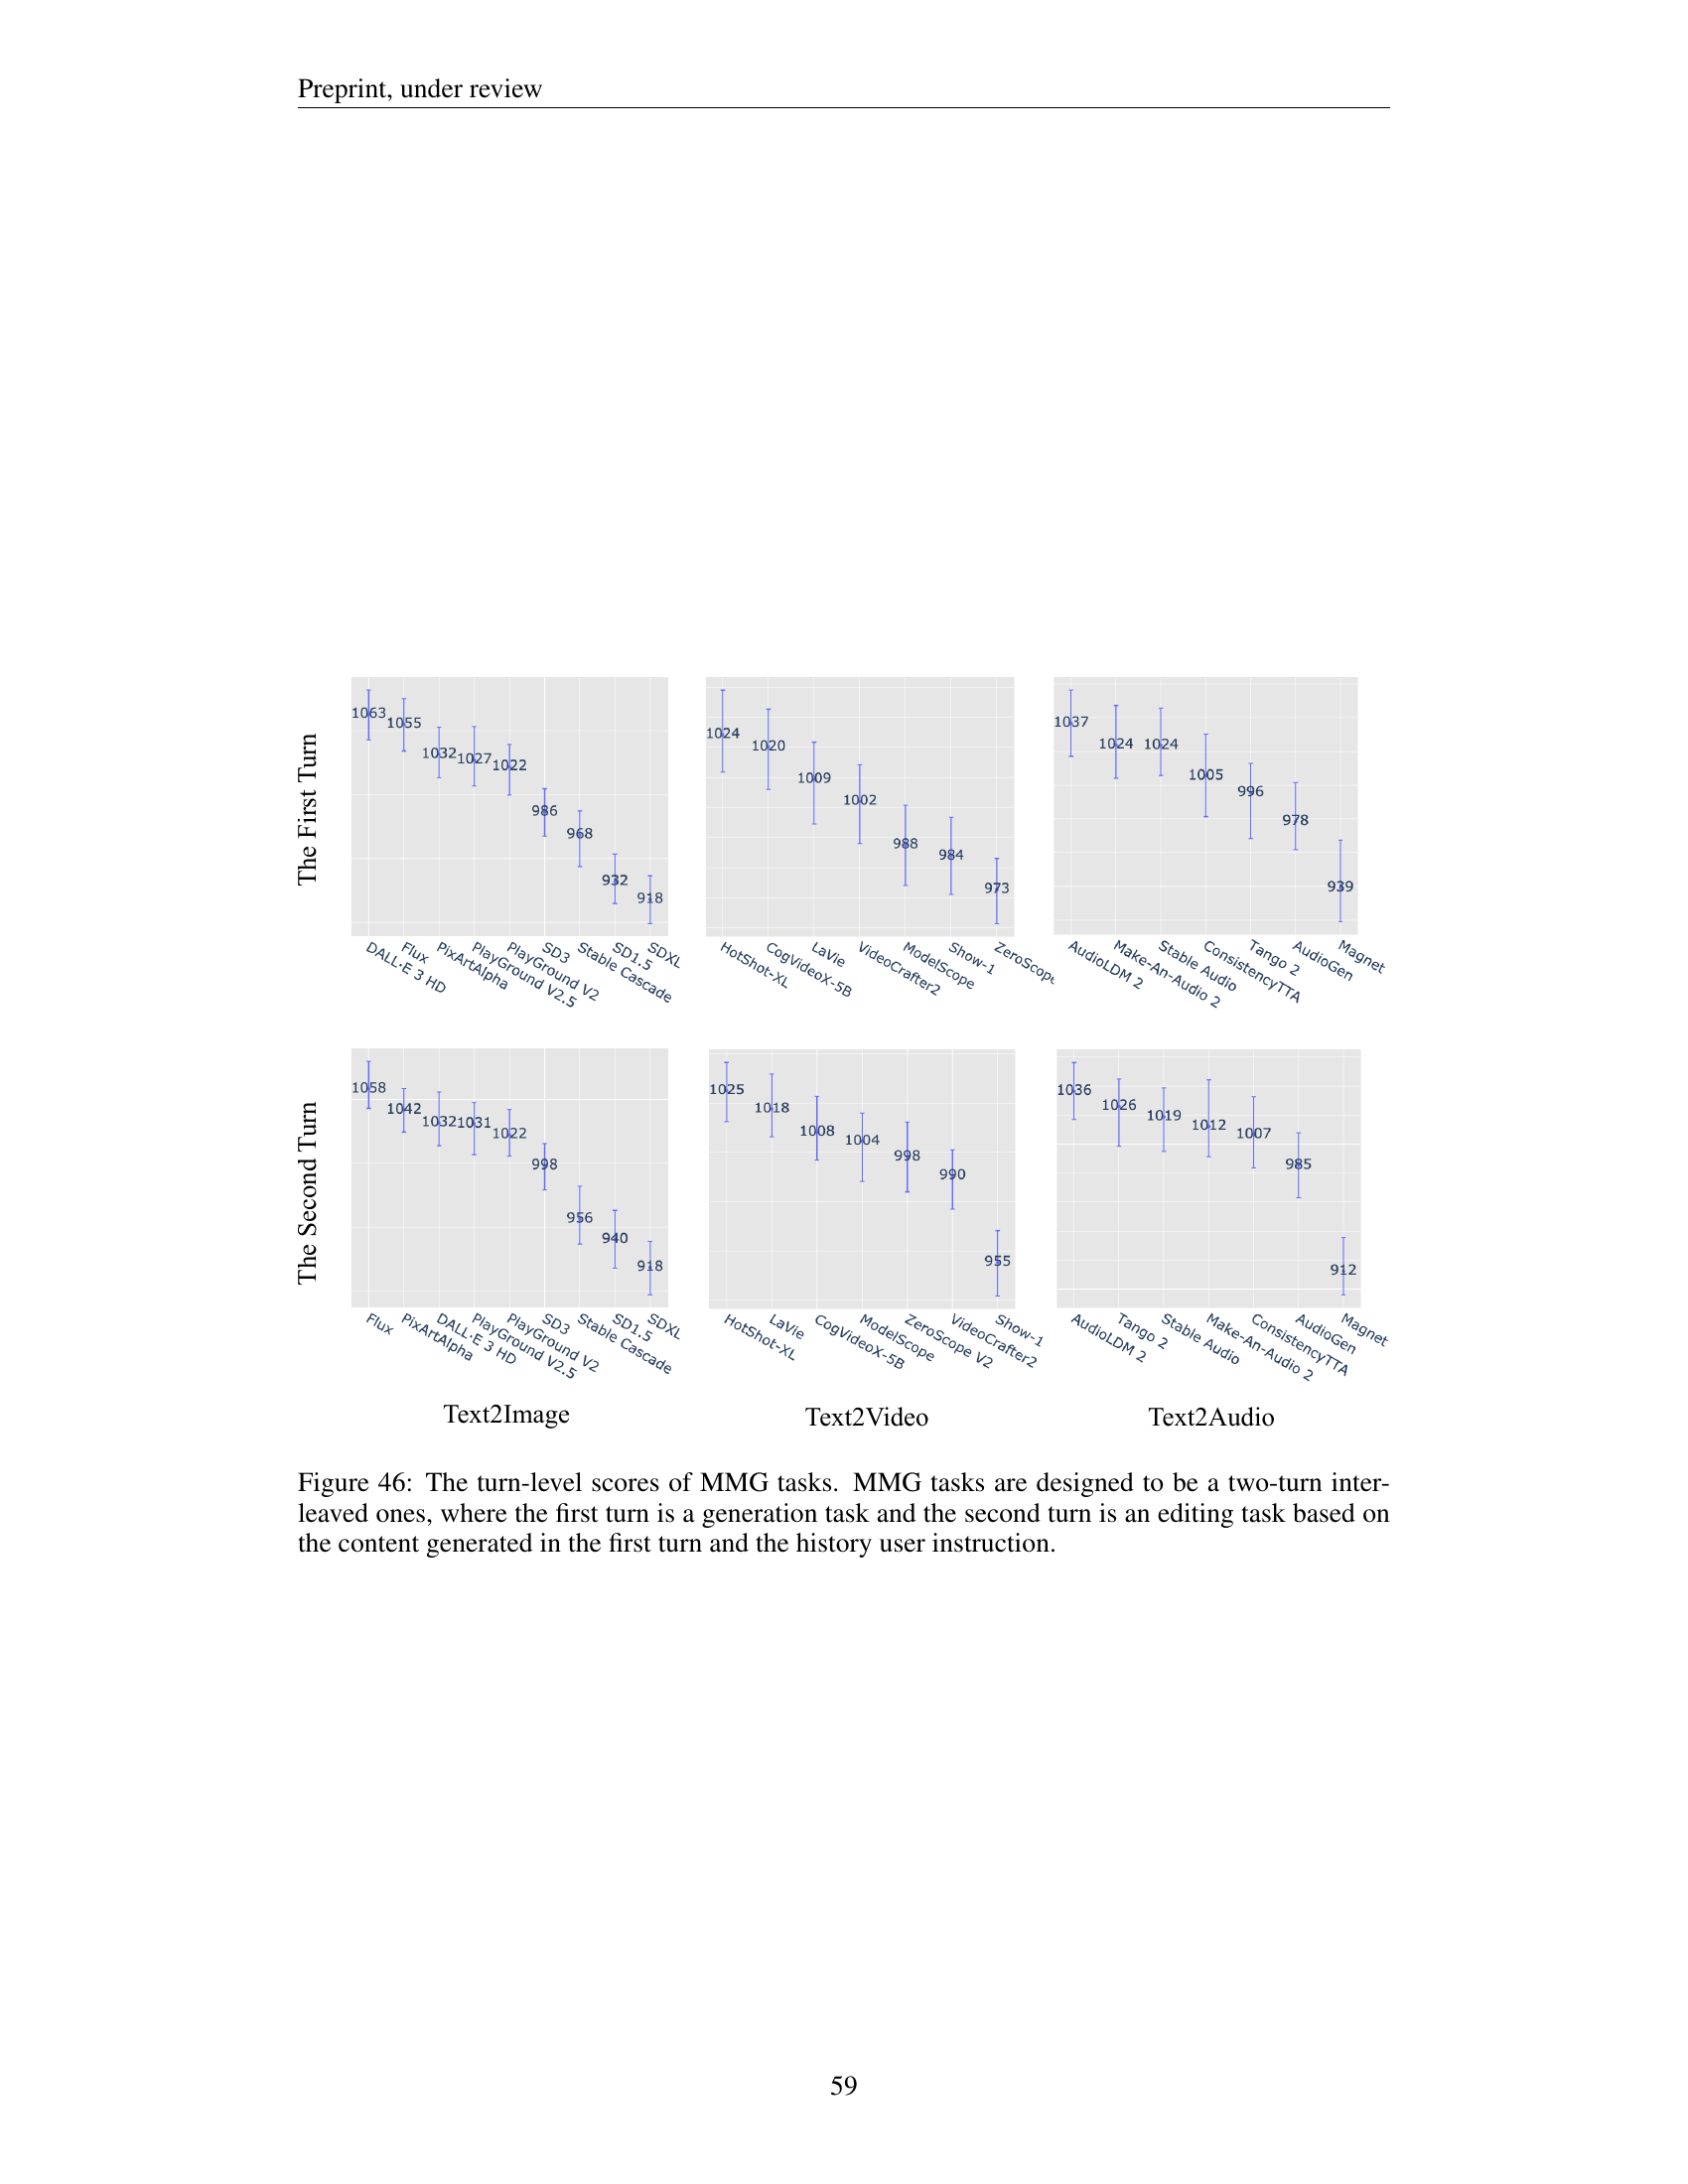 Preprint, under review
The First Turn
1063
1055
1032
1027
1022
986
968
932
918
DALL·E 3 HD
Flux
PixArtAlpha
PlayGround V2.5
PlayGround V2
SD3
Stable Cascade
SD1.5
SDXL
1024
1020
1009
1002
988
984
973
HotShot-XL
CogVideoX-5B
LaVie
VideoCrafter2
ModelScope
Show-1
ZeroScope
1037
1024
1024
1005
996
978
939
AudioLDM 2
Make-An-Audio 2
Stable Audio
ConsistencyTTA
Tango 2
AudioGen
Magnet
The Second Turn
1058
1042
1032
1031
1022
998
956
940
918
Flux
PixArtAlpha
DALL·E 3 HD
PlayGround V2.5
PlayGround V2
SD3
Stable Cascade
SD1.5
SDXL
1025
1018
1008
1004
998
990
955
HotShot-XL
LaVie
CogVideoX-5B
ModelScope
ZeroScope V2
VideoCrafter2
Show-1
1036
1026
1019
1012
1007
985
912
AudioLDM 2
Tango 2
Stable Audio
Make-An-Audio 2
ConsistencyTTA
AudioGen
Magnet
Text2Image
Text2Video
Text2Audio
Figure 46: The turn-level scores of MMG tasks. MMG tasks are designed to be a two-turn inter-
leaved ones, where the first turn is a generation task and the second turn is an editing task based on
the content generated in the first turn and the history user instruction.
59